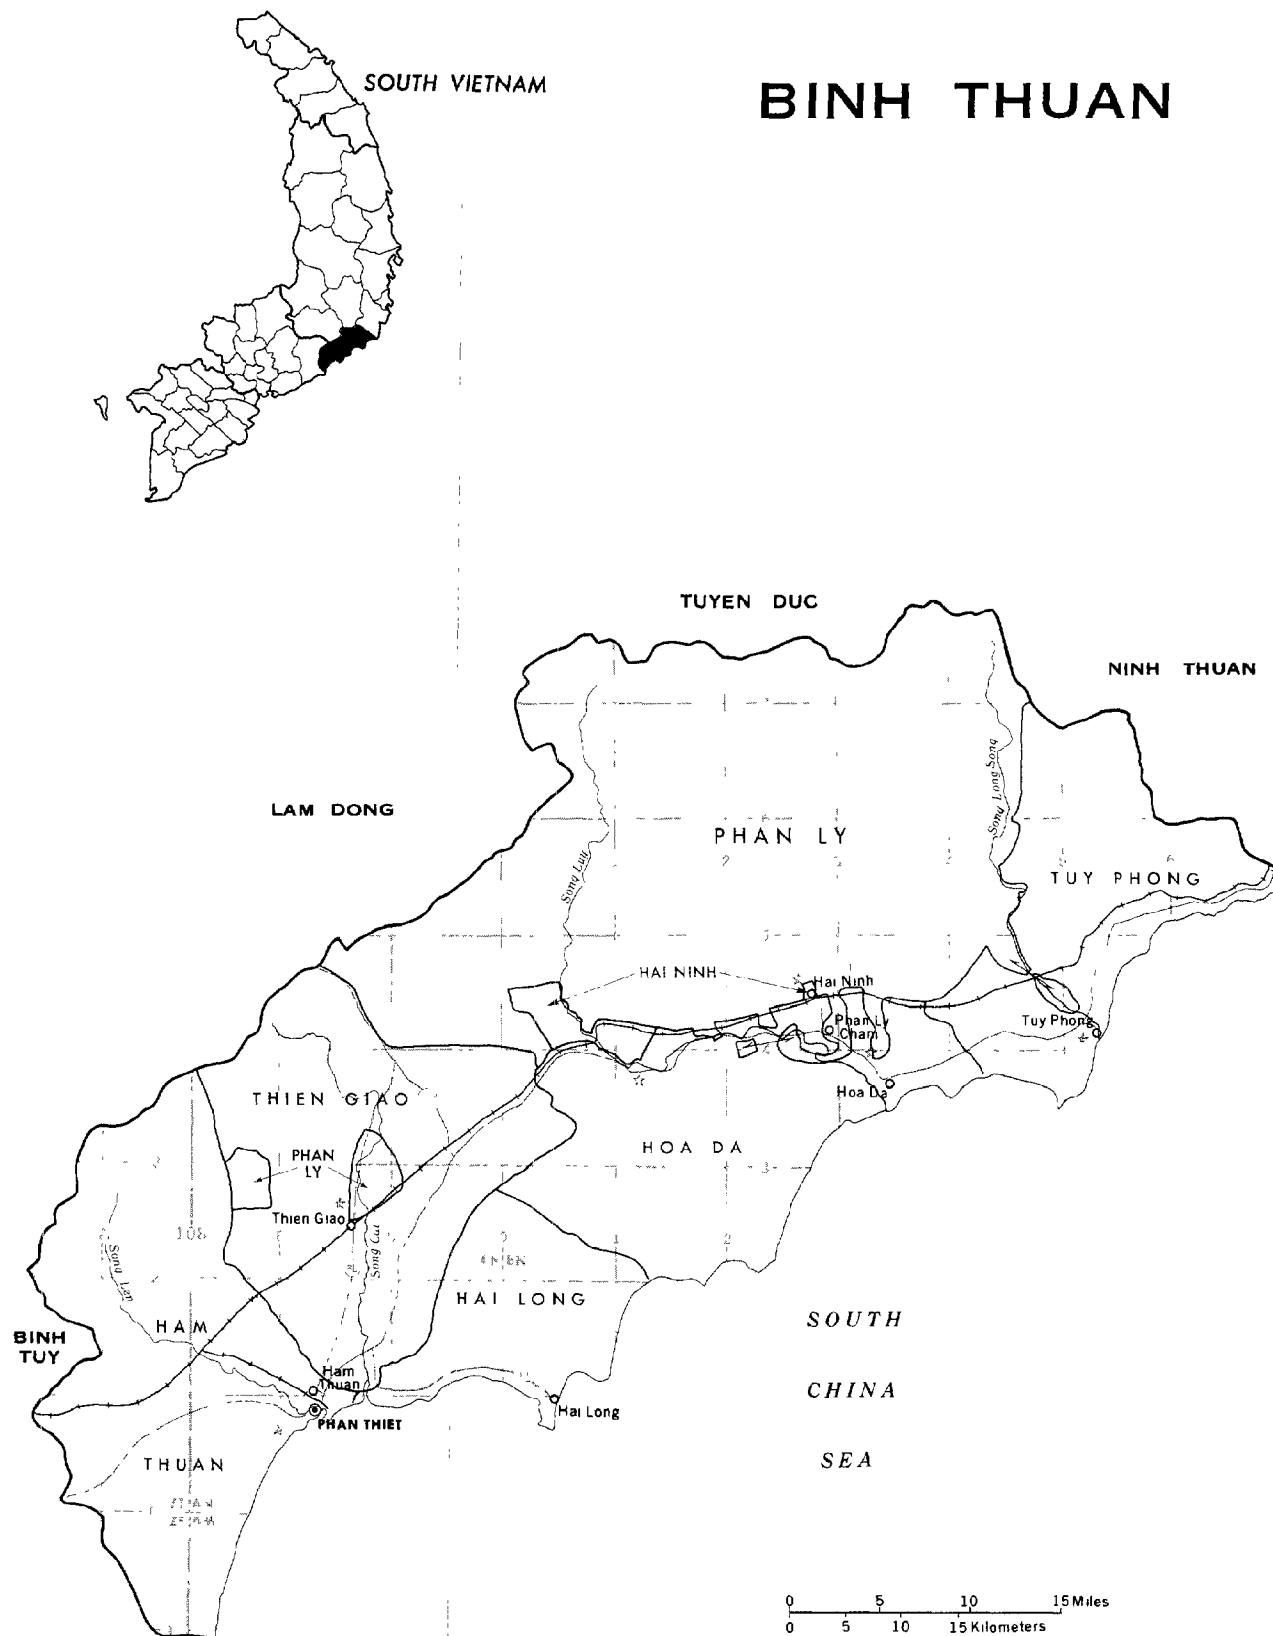 SOUTH VIETNAM
BINH THUAN
TUYEN DUC
NINH THUAN
LAM DONG
Song Long Song
PHAN LY
Song Luu
TUY PHONG
HAI NINH
Hai Ninh
Phan Ly
Cham
Tuy Phong
Hoa Da
THIEN GIAO
HOA DA
PHAN
LY
Thien Giao
108
Song Cai
HAI LONG
SOUTH
HAM
BINH
TUY
Ham
Thuan
CHINA
Hai Long
PHAN THIET
SEA
THUAN
0 5 10 15 Miles
0 5 10 15 Kilometers